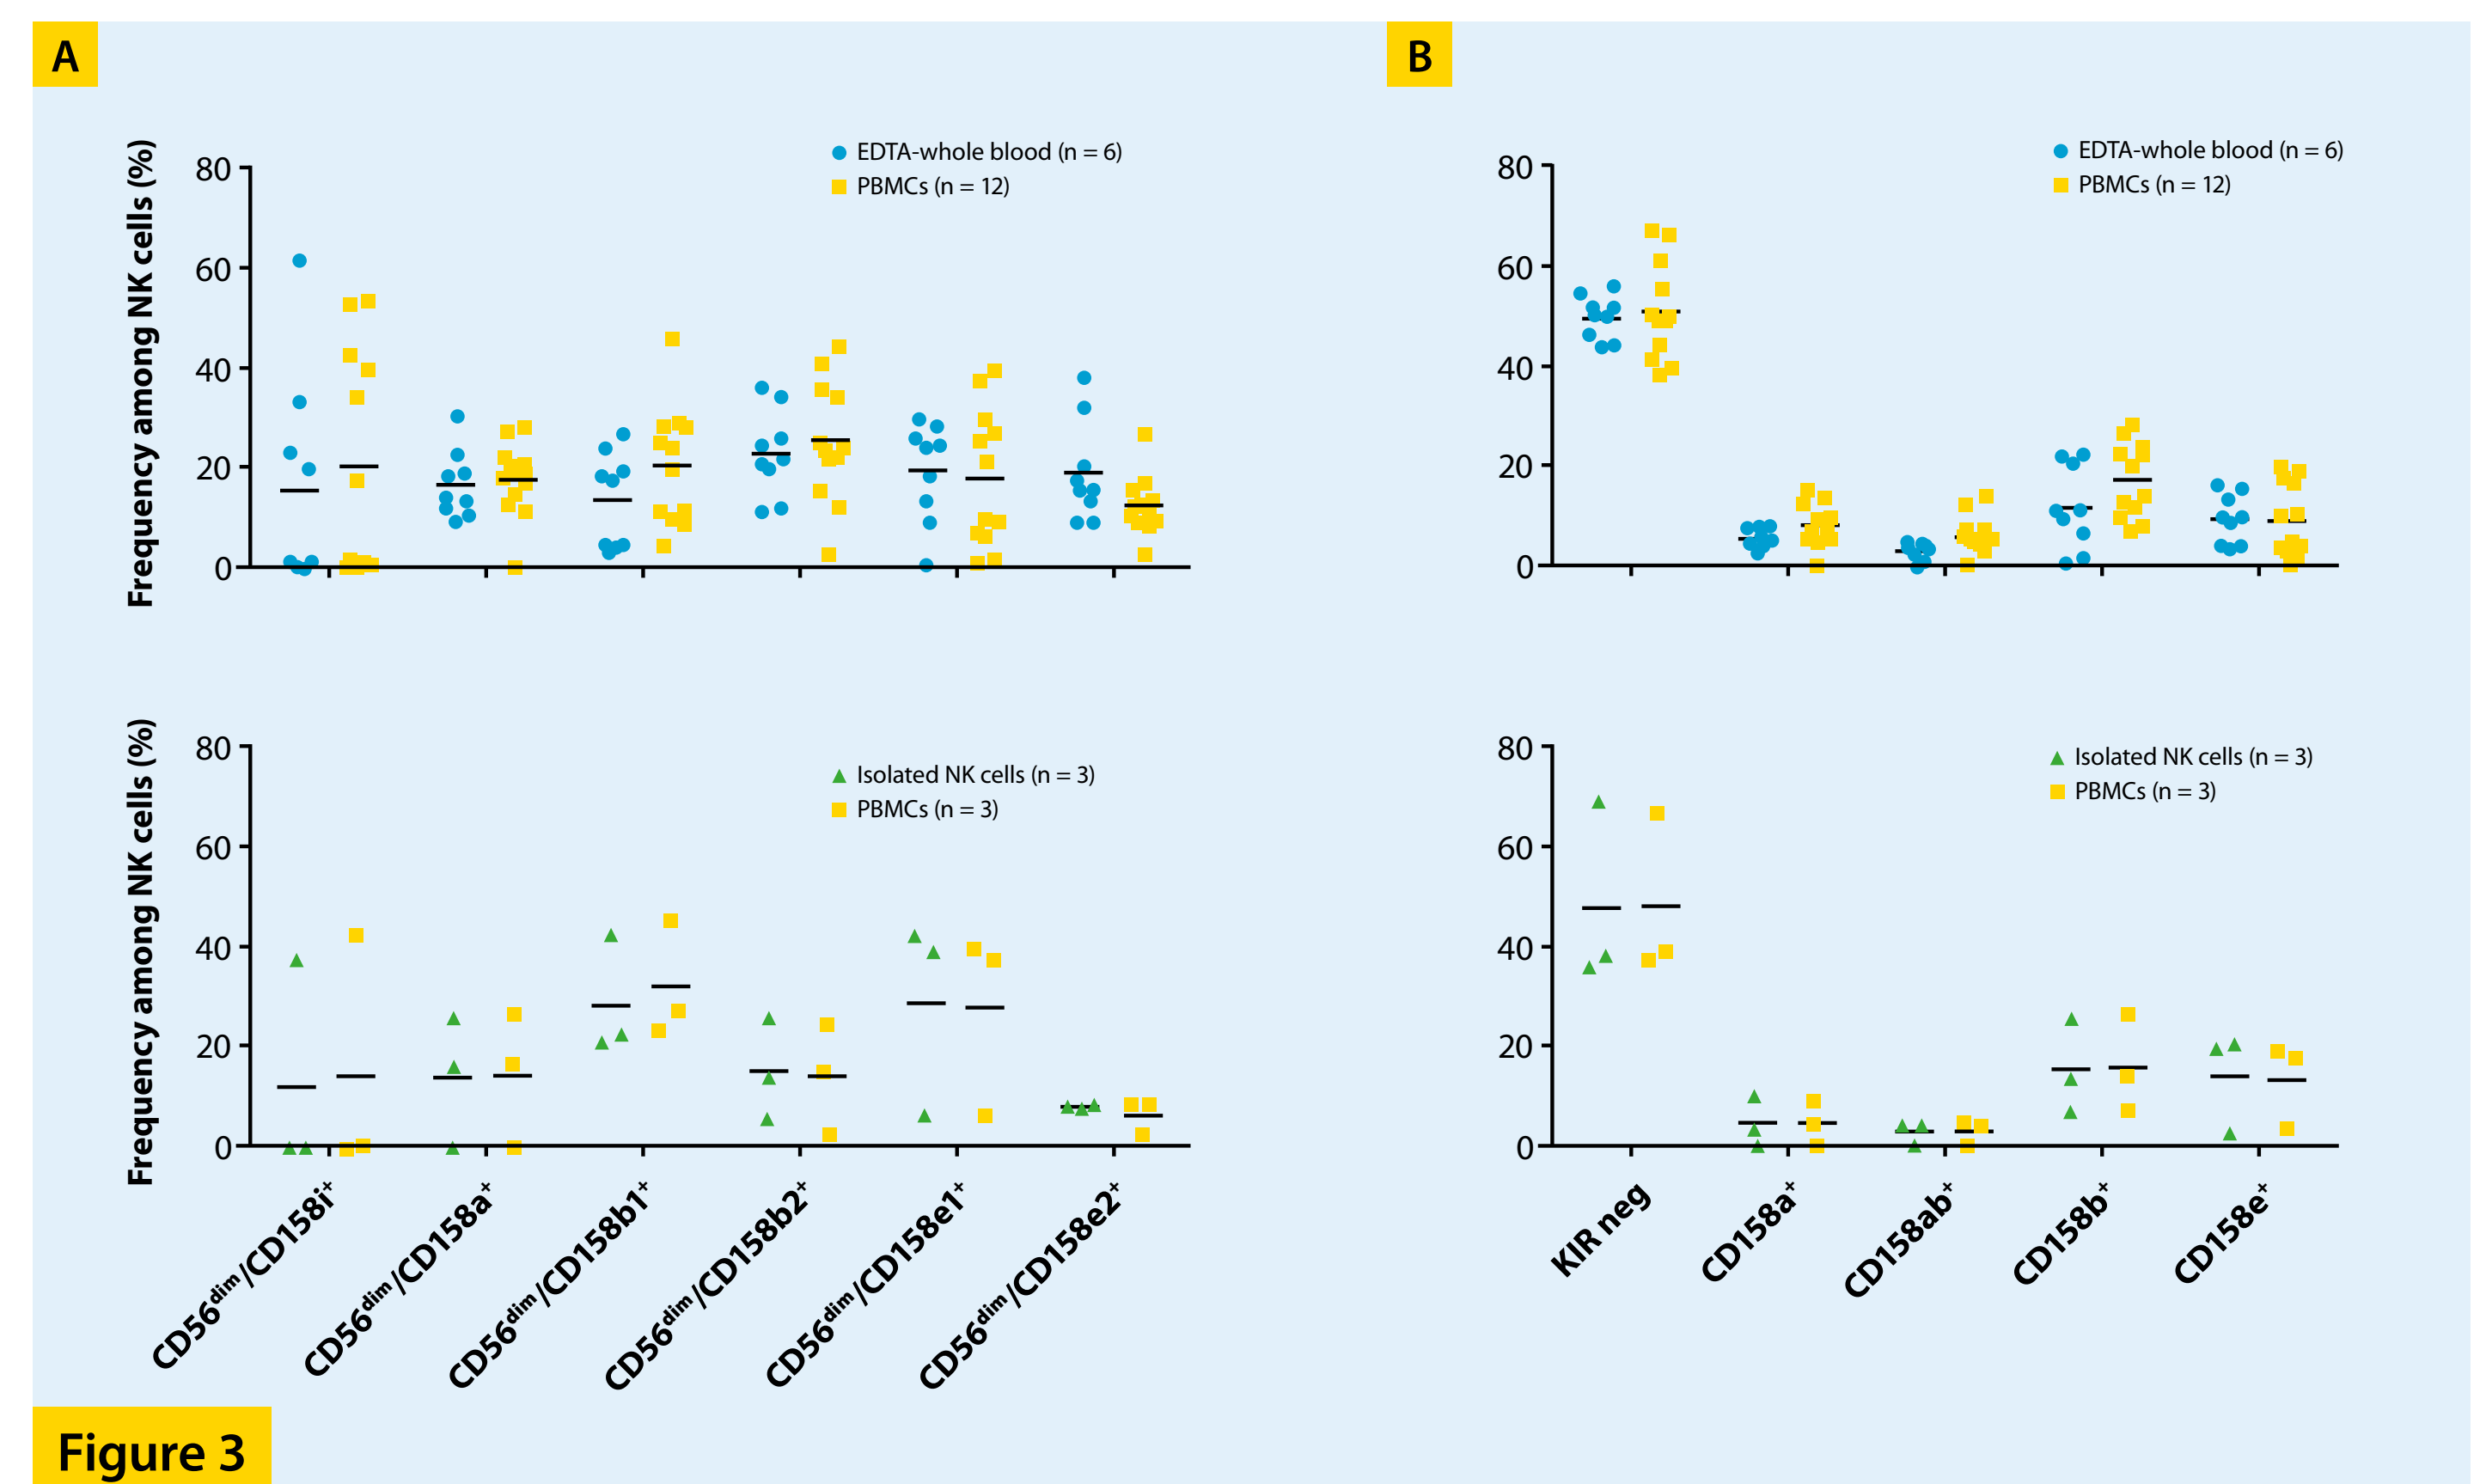 A
B
Frequency among NK cells (%)
80
60
40
20
0
EDTA-whole blood (n = 6)
PBMCs (n = 12)
80
60
40
20
0
EDTA-whole blood (n = 6)
PBMCs (n = 12)
Frequency among NK cells (%)
80
60
40
20
0
Isolated NK cells (n = 3)
PBMCs (n = 3)
CD56ᵈⁱᵐ/CD158i⁺
CD56ᵈⁱᵐ/CD158a⁺
CD56ᵈⁱᵐ/CD158b1⁺
CD56ᵈⁱᵐ/CD158b2⁺
CD56ᵈⁱᵐ/CD158e1⁺
CD56ᵈⁱᵐ/CD158e2⁺
80
60
40
20
0
Isolated NK cells (n = 3)
PBMCs (n = 3)
KIR neg
CD158a⁺
CD158ab⁺
CD158b⁺
CD158e⁺
Figure 3